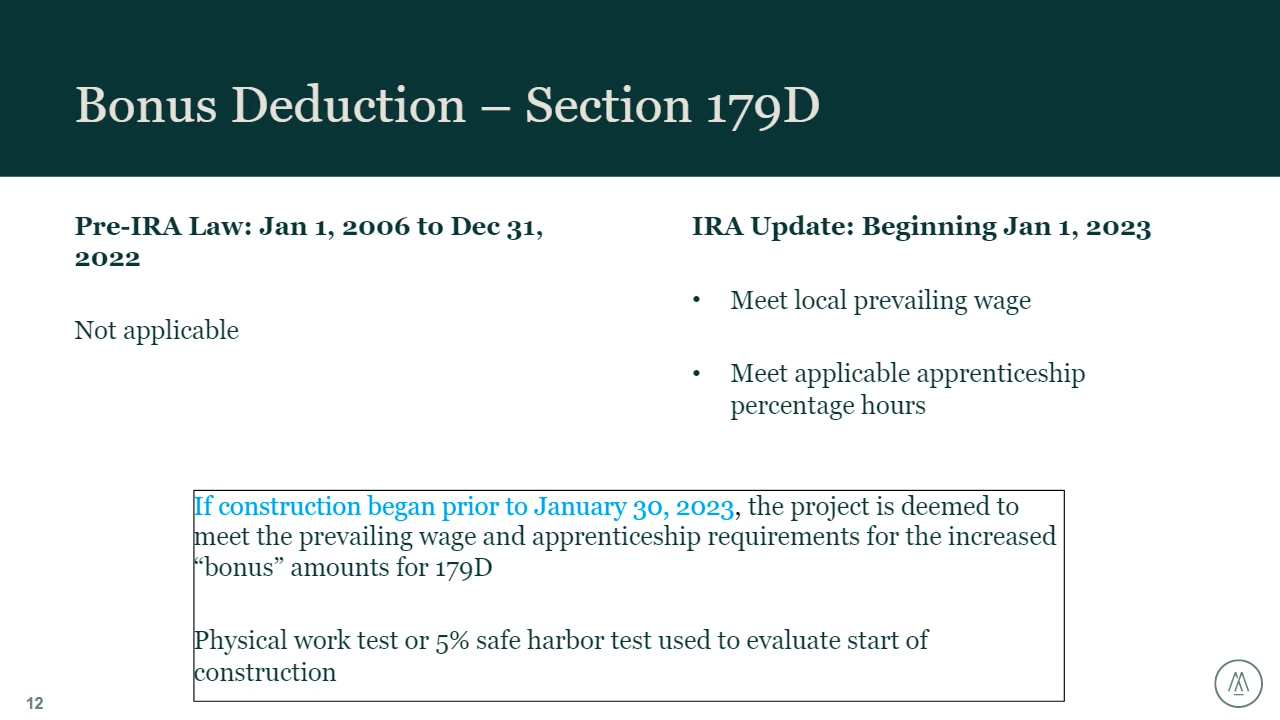 Bonus Deduction – Section 179D
Pre-IRA Law: Jan 1, 2006 to Dec 31,
2022
Not applicable
IRA Update: Beginning Jan 1, 2023
• Meet local prevailing wage
• Meet applicable apprenticeship
percentage hours
If construction began prior to January 30, 2023, the project is deemed to
meet the prevailing wage and apprenticeship requirements for the increased
“bonus” amounts for 179D
Physical work test or 5% safe harbor test used to evaluate start of
construction
12